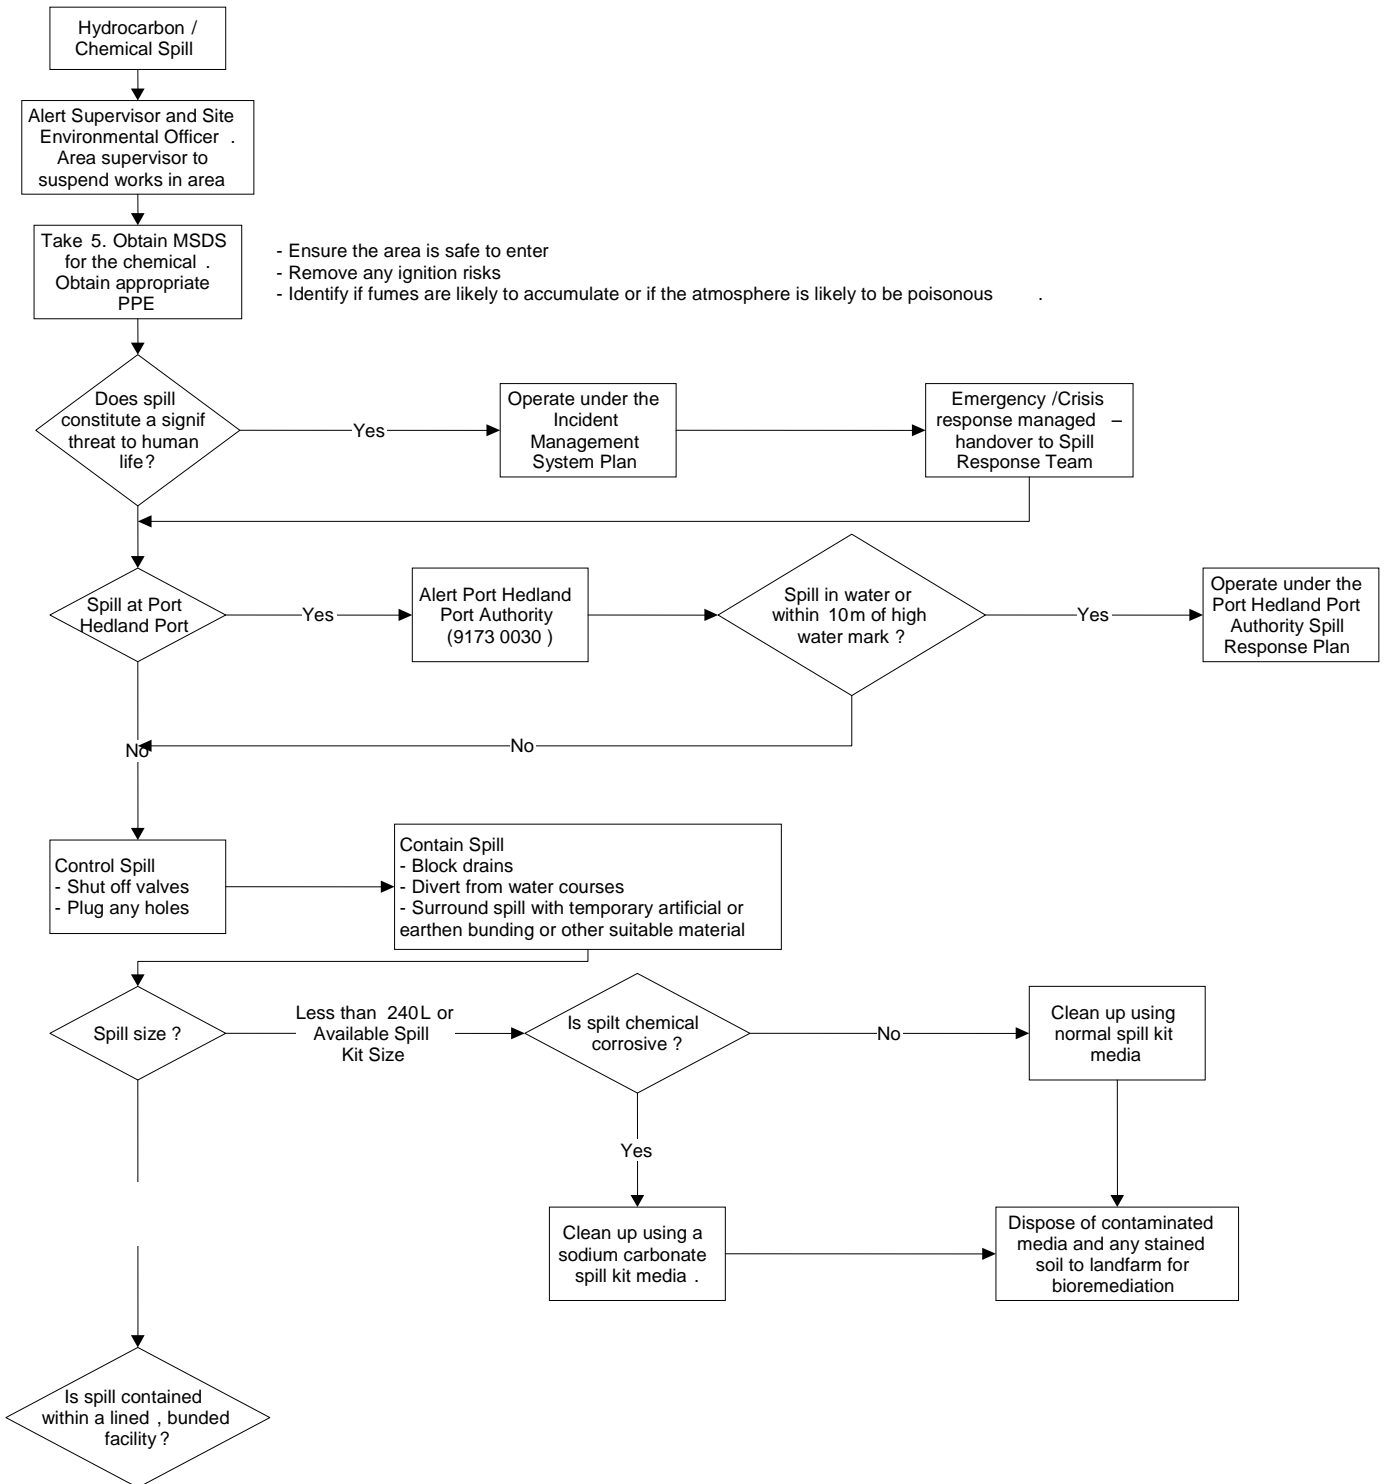 Hydrocarbon /
Chemical Spill
Alert Supervisor and Site
Environmental Officer .
Area supervisor to
suspend works in area
Take 5. Obtain MSDS
for the chemical .
Obtain appropriate
PPE
- Ensure the area is safe to enter
- Remove any ignition risks
- Identify if fumes are likely to accumulate or if the atmosphere is likely to be poisonous .
Does spill
constitute a signif
threat to human
life?
Yes
Operate under the
Incident
Management
System Plan
Emergency /Crisis
response managed –
handover to Spill
Response Team
Spill at Port
Hedland Port
Yes
Alert Port Hedland
Port Authority
(9173 0030 )
Spill in water or
within 10m of high
water mark ?
Yes
Operate under the
Port Hedland Port
Authority Spill
Response Plan
No
No
Control Spill
- Shut off valves
- Plug any holes
Contain Spill
- Block drains
- Divert from water courses
- Surround spill with temporary artificial or
earthen bunding or other suitable material
Spill size ?
Less than 240L or
Available Spill
Kit Size
Is spilt chemical
corrosive ?
No
Clean up using
normal spill kit
media
Yes
Clean up using a
sodium carbonate
spill kit media .
Dispose of contaminated
media and any stained
soil to landfarm for
bioremediation
Is spill contained
within a lined , bunded
facility ?